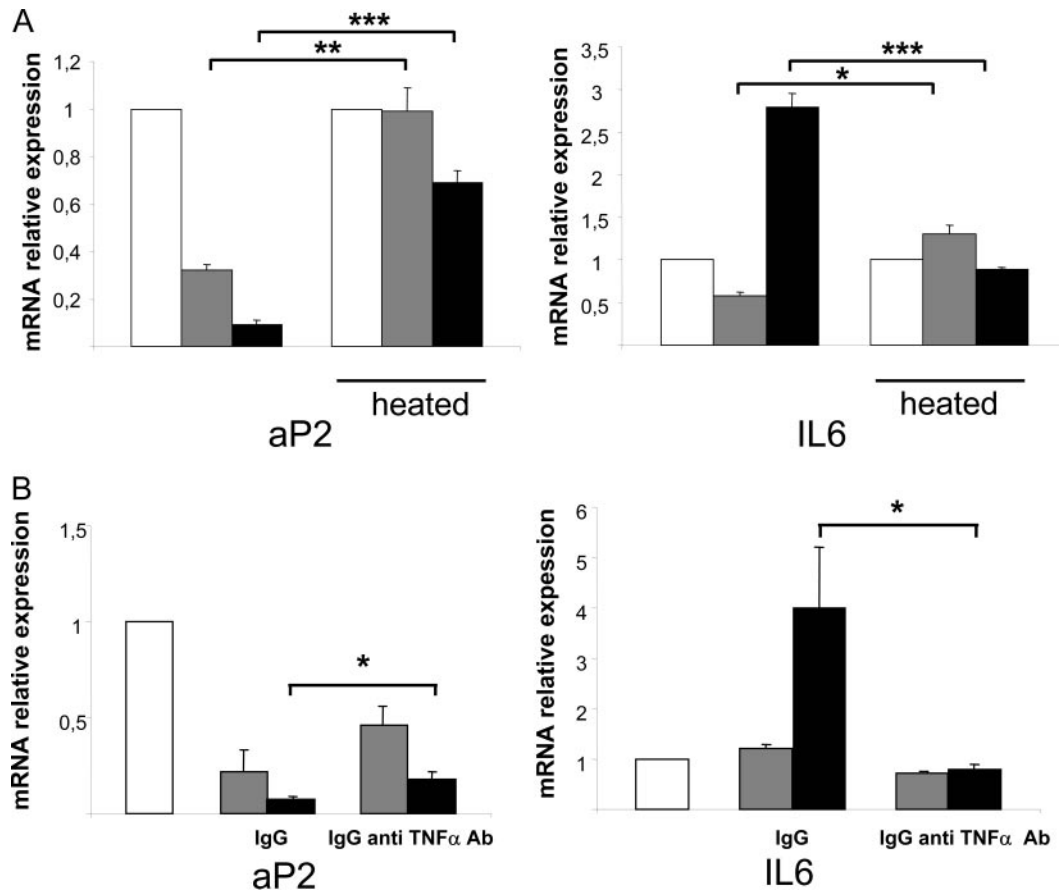 A
mRNA relative expression
1,2
1
0,8
0,6
0,4
0,2
**
***
heated
aP2
mRNA relative expression
3,5
3
2,5
2
1,5
1
0,5
*
***
heated
IL6
B
mRNA relative expression
1,5
1
0,5
*
IgG
IgG anti TNFα Ab
aP2
mRNA relative expession
6
5
4
3
2
1
*
IgG
IgG anti TNFα Ab
IL6